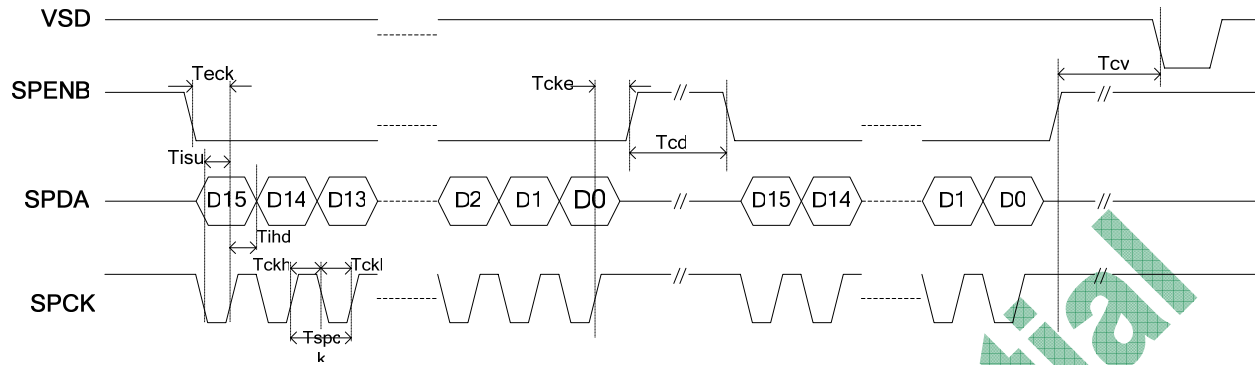 VSD
Teck
Tcke
Tcv
SPENB
//
//
Tcd
Tisu
SPDA
D15
D14
D13
D2
D1
D0
//
D15
D14
D1
D0
//
Tihd
Tckh
Tckl
SPCK
//
//
Tspc
k
tial